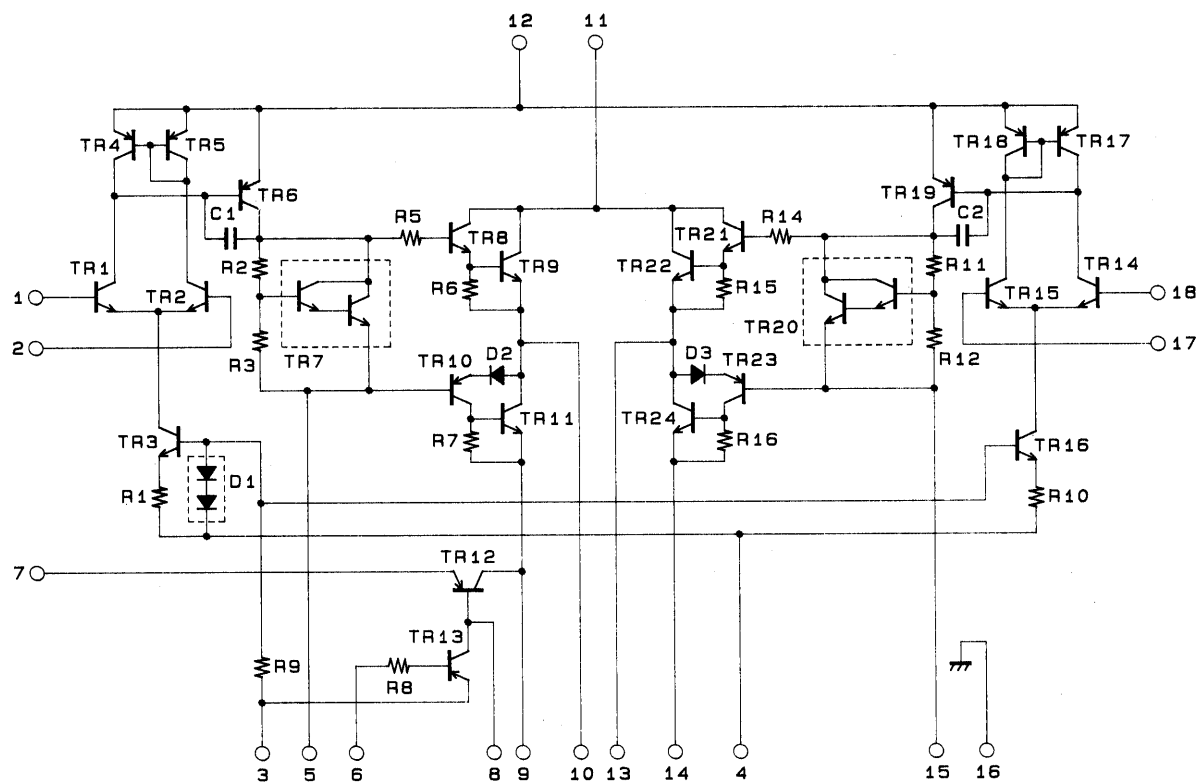 12 11
TR4 TR5 TR18 TR17
TR6 TR19
C1 R5 R14 C2
TR8 TR21
R2 TR9 TR22 R11
TR1 TR2 R6 R15 TR15 TR14
1 18
TR20
2 R3 TR7 TR10 D2 D3 TR23 R12 17
TR3 R7 TR11 TR24 R16 TR16
R1 D1 R10
TR12
7
TR13
R9 R8
3 5 6 8 9 10 13 14 4 15 16